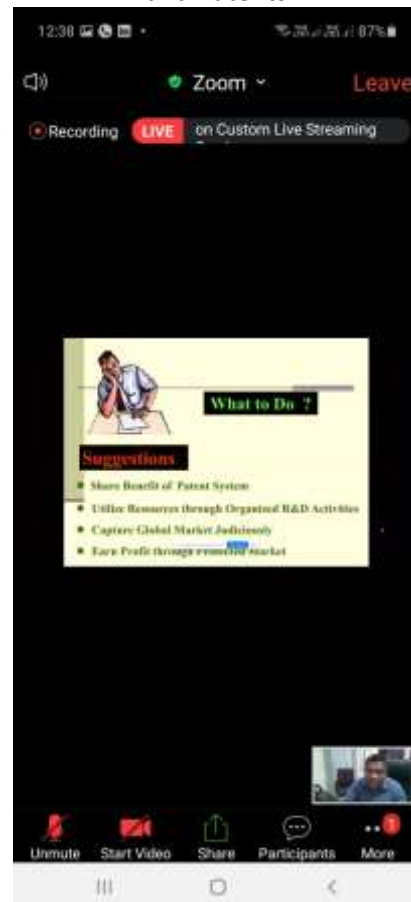 12:38
87%
Zoom
Leave
Recording
LIVE
on Custom Live Streaming
What to Do ?
Suggestions
Share Benefit of Patent System
Utilize Resources through Organized R&D Activities
Capture Global Market Judiciously
Earn Profit through Market
Unmute
Start Video
Share
Participants
More